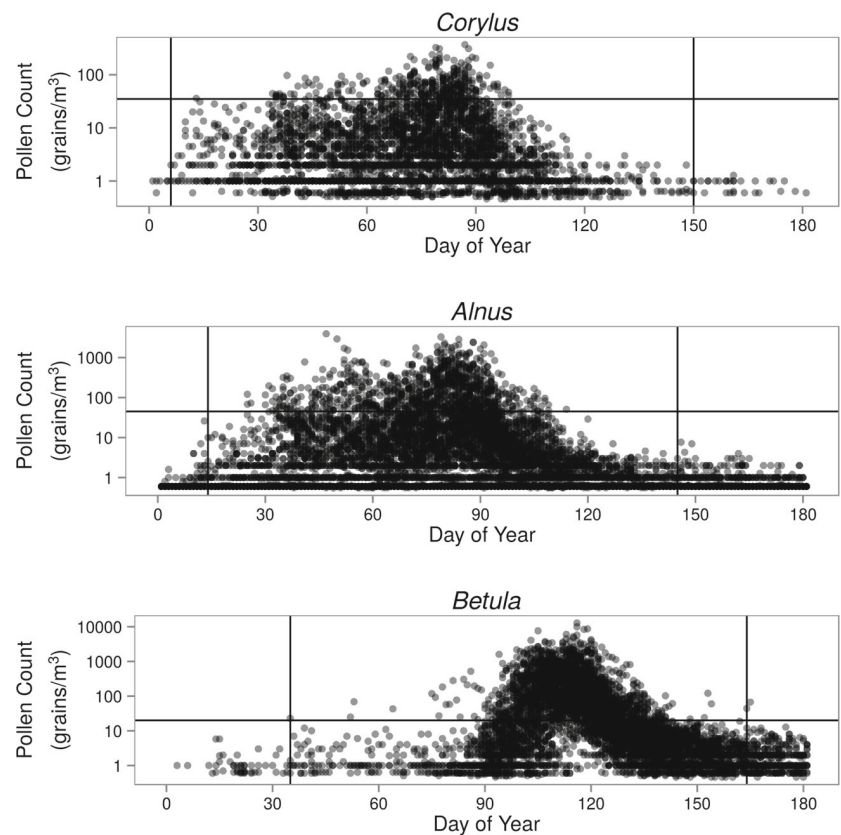 Corylus
Pollen Count
(grains/m³)
100
10
1
0 30 60 90 120 150 180
Day of Year
Alnus
Pollen Count
(grains/m³)
1000
100
10
1
0 30 60 90 120 150 180
Day of Year
Betula
Pollen Count
(grains/m³)
10000
1000
100
10
1
0 30 60 90 120 150 180
Day of Year